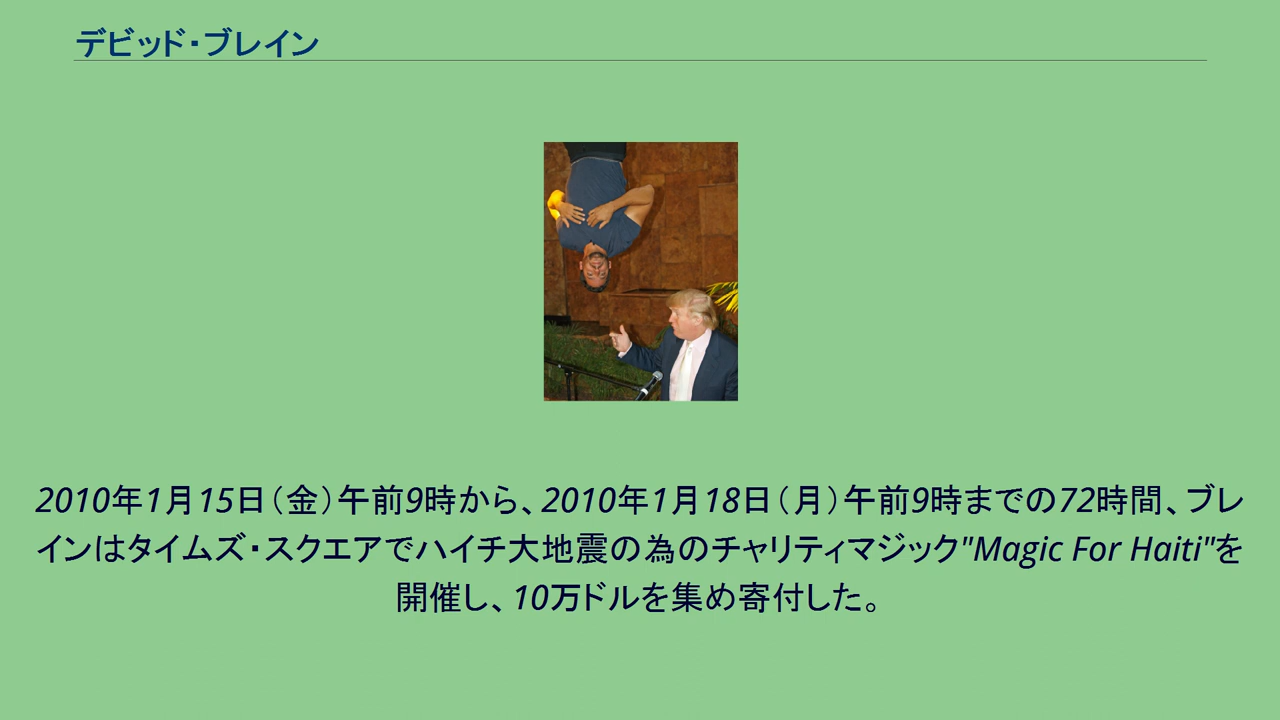 デビッド・ブレイン
2010年1月15日（金）午前9時から、2010年1月18日（月）午前9時までの72時間、ブレ
インはタイムズ・スクエアでハイチ大地震の為のチャリティマジック"Magic For Haiti"を
開催し、10万ドルを集め寄付した。